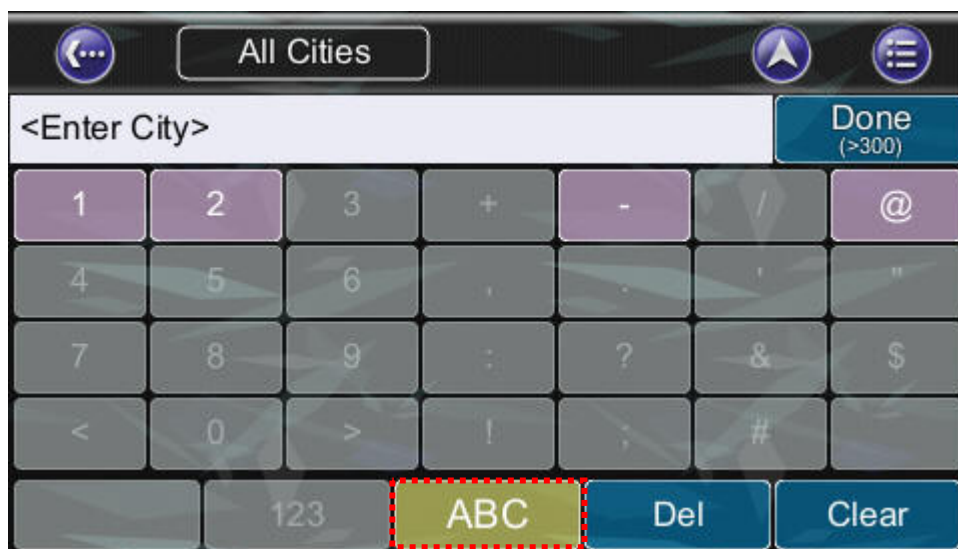 All Cities
<Enter City>
Done
(>300)
1 2 3 + - / @
4 5 6 , . ' "
7 8 9 : ? & $
< 0 > ! ; #
123 ABC Del Clear